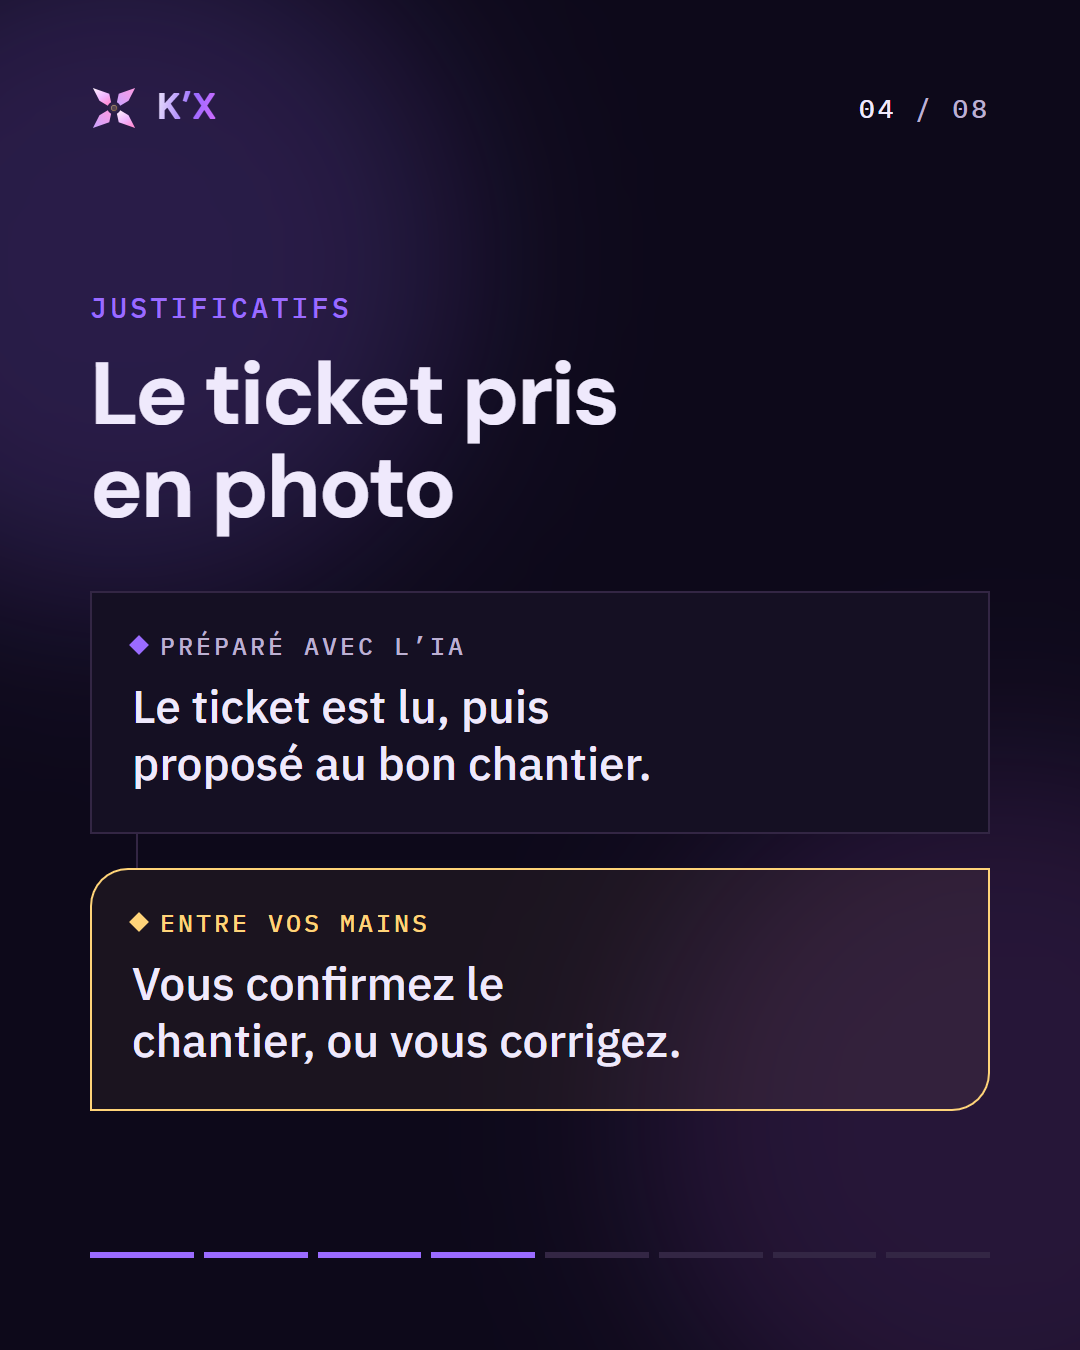 K’X
04 / 08
JUSTIFICATIFS
Le ticket pris
en photo
PRÉPARÉ AVEC L’IA
Le ticket est lu, puis
proposé au bon chantier.
ENTRE VOS MAINS
Vous confirmez le
chantier, ou vous corrigez.